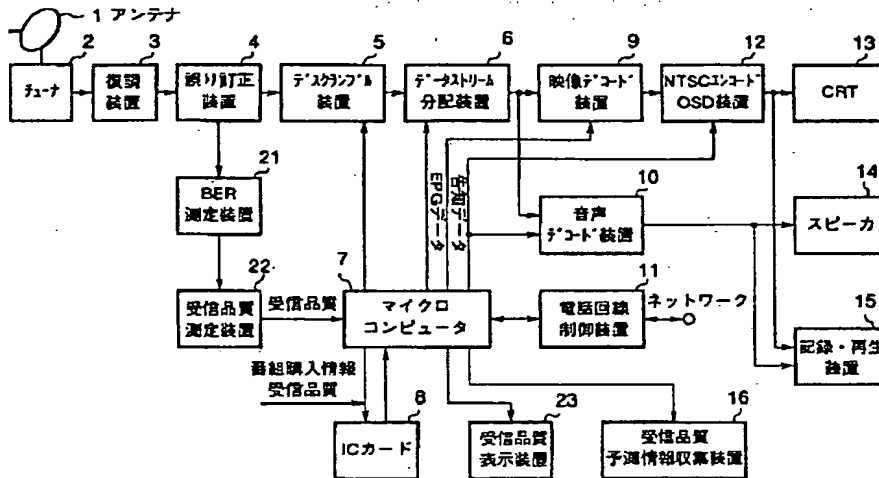 1 アンテナ
2
3
4
5
6
9
12
13
チューナ
復調
装置
誤り訂正
装置
デスクランブル
装置
データストリーム
分配装置
映像デコード
装置
NTSCエンコード
OSD装置
CRT
21
BER
測定装置
EPGデータ
告知データ
10
音声
デコード装置
14
スピーカ
22
受信品質
測定装置
受信品質
7
マイクロ
コンピュータ
11
電話回線
制御装置
ネットワーク
15
記録・再生
装置
番組購入情報
受信品質
8
ICカード
23
受信品質
表示装置
16
受信品質
予測情報収集装置